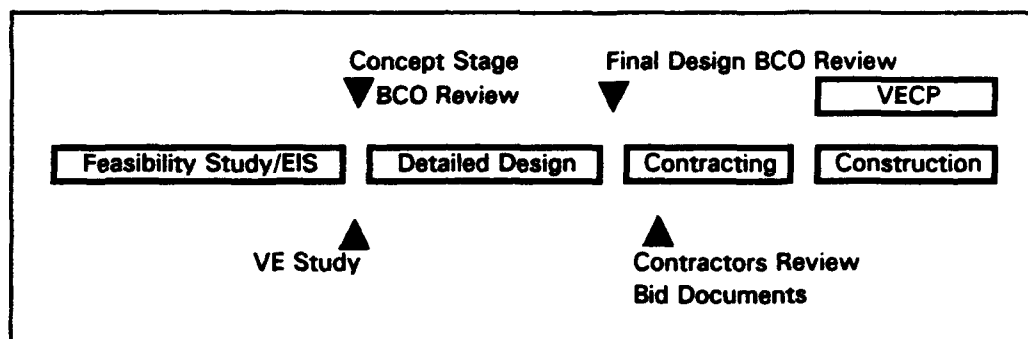 Concept Stage
BCO Review
Final Design BCO Review
VECP
Feasibility Study/EIS
Detailed Design
Contracting
Construction
VE Study
Contractors Review
Bid Documents